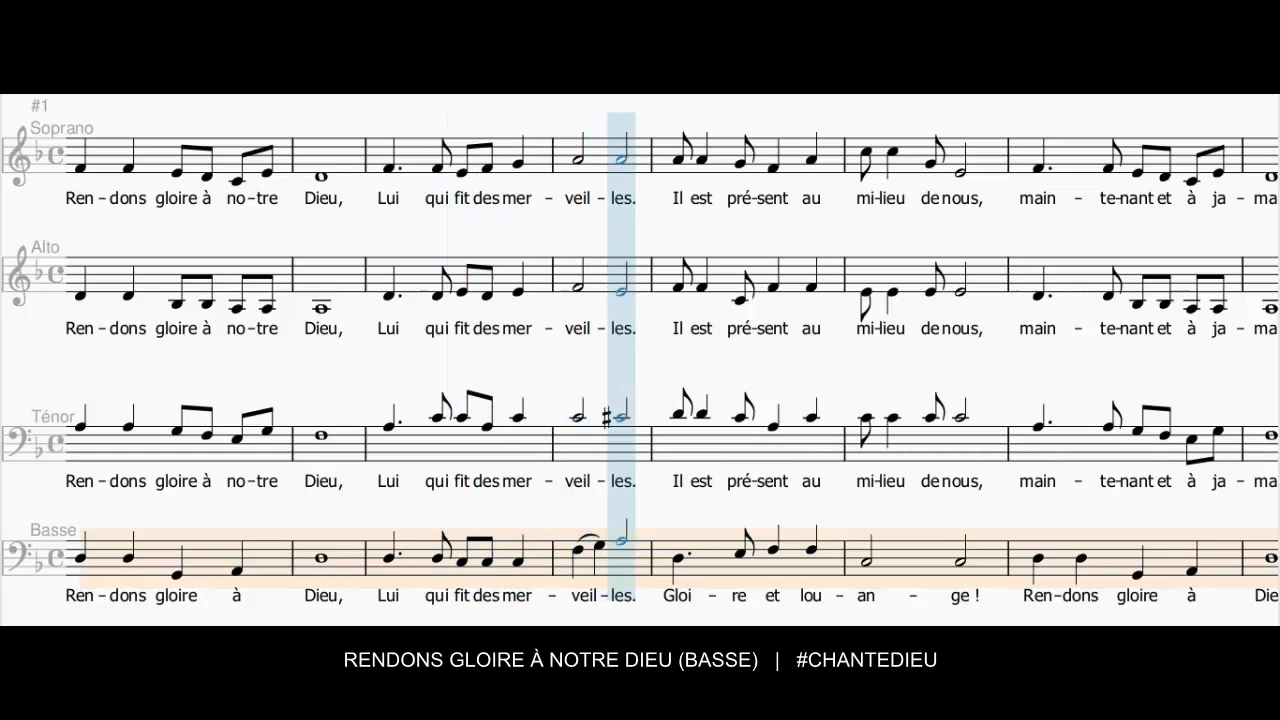 #1
Soprano
Ren – dons gloire à no – tre Dieu, Lui qui fit des mer – veil – les. Il est pré-sent au mi-lieu de nous, main – te-nant et à ja – ma
Alto
Ren – dons gloire à no – tre Dieu, Lui qui fit des mer – veil – les. Il est pré-sent au mi-lieu de nous, main – te-nant et à ja – ma
Ténor
Ren – dons gloire à no – tre Dieu, Lui qui fit des mer – veil – les. Il est pré-sent au mi-lieu de nous, main – te-nant et à ja – ma
Basse
Ren – dons gloire à Dieu, Lui qui fit des mer – veil – les. Gloi – re et lou – an – ge ! Ren-dons gloire à Die
RENDONS GLOIRE À NOTRE DIEU (BASSE) | #CHANTEDIEU